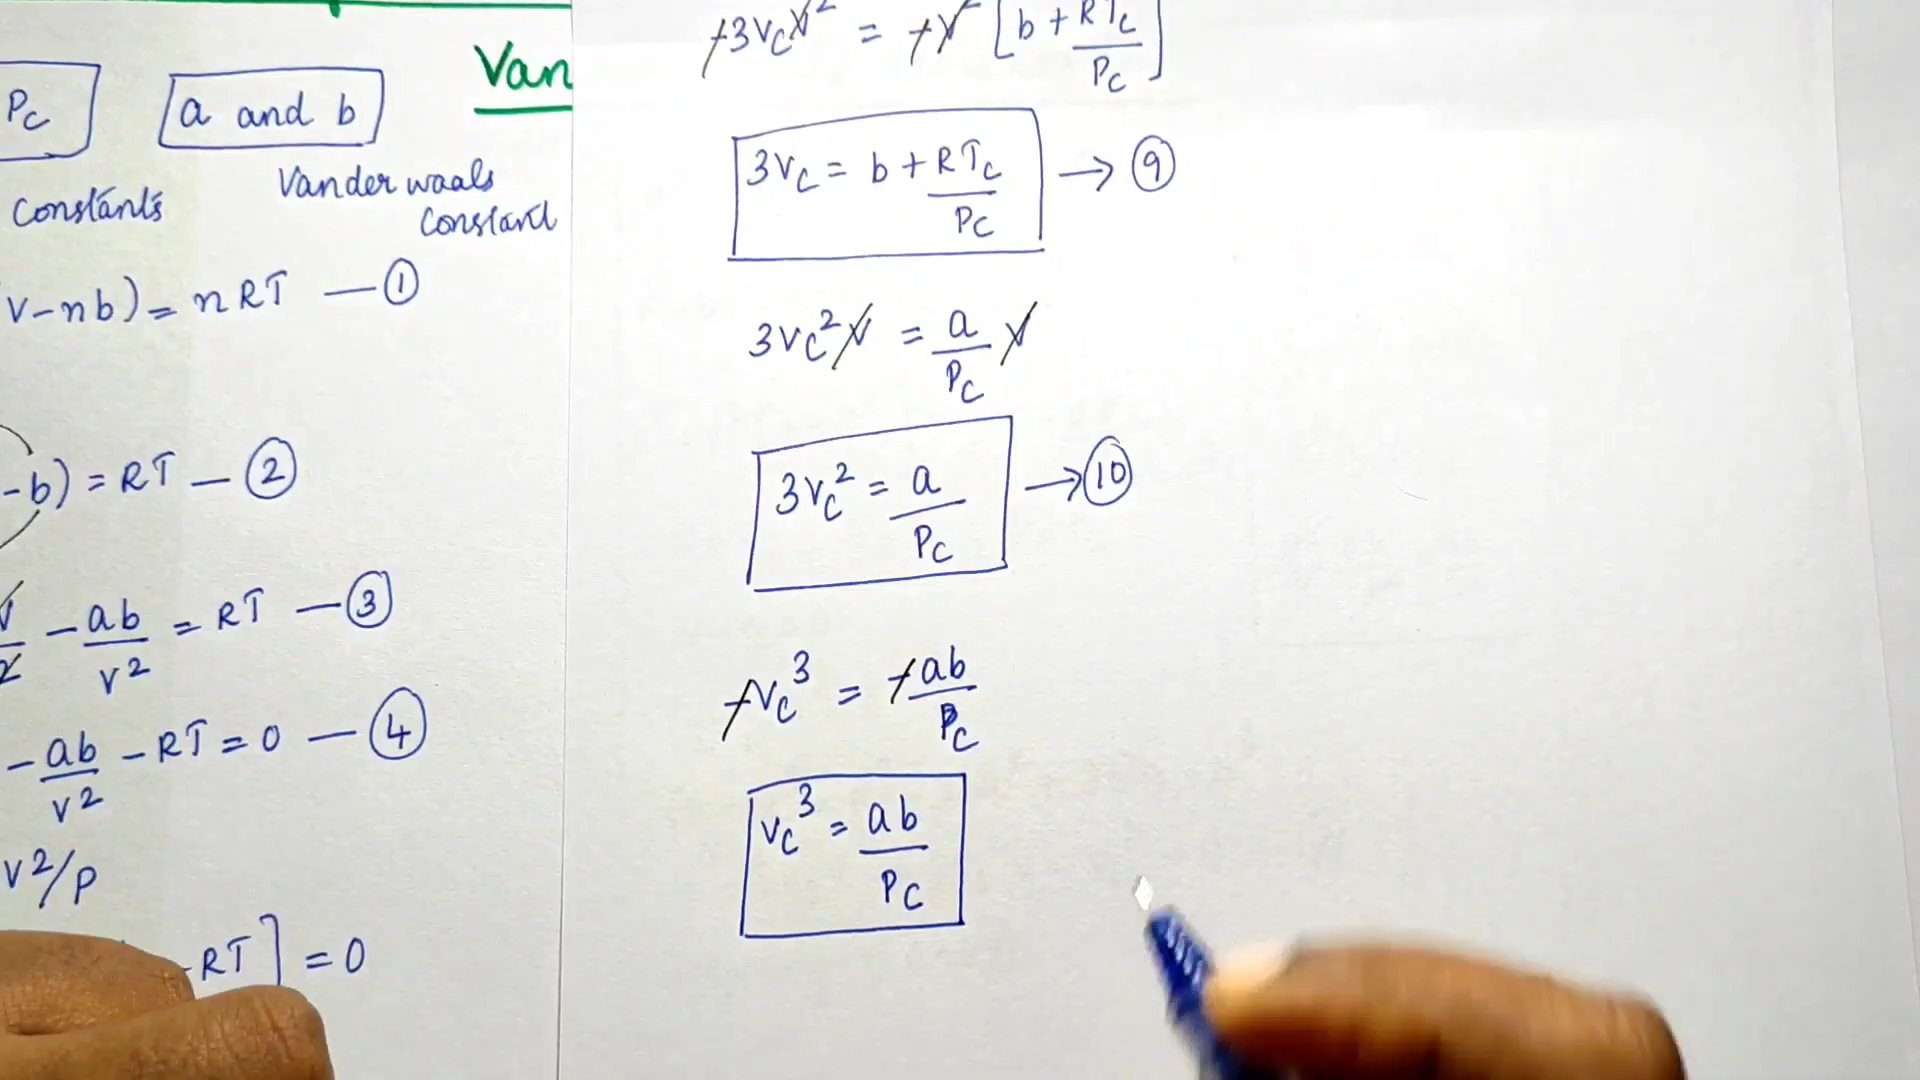 Van
Pc
a and b
Constants
Vander waals
Constant
v-nb) = nRT — ①
-b) = RT — ②
- ab/v² = RT — ③
- ab/v² - RT = 0 — ④
v²/p
-RT] = 0
-3vcv² = -v² [b + RTc/Pc]
3vc = b + RTc/Pc → ⑨
3vc²v = a/Pc v
3vc² = a/Pc → ⑩
-vc³ = -ab/Pc
vc³ = ab/Pc